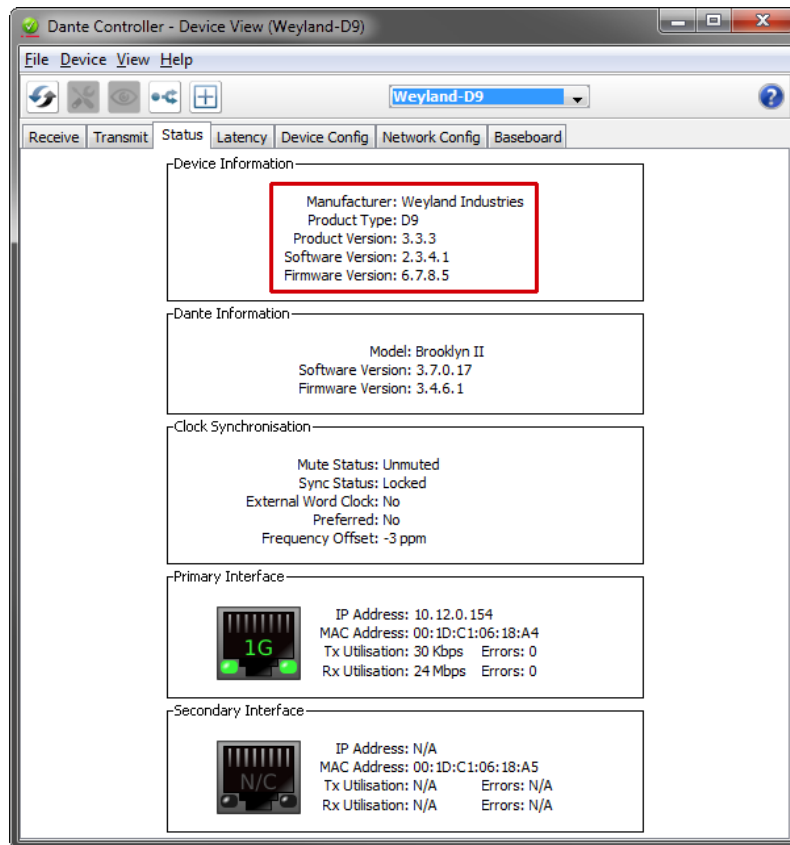 Dante Controller - Device View (Weyland-D9)
File Device View Help
Weyland-D9
Receive Transmit Status Latency Device Config Network Config Baseboard
Device Information
Manufacturer: Weyland Industries
Product Type: D9
Product Version: 3.3.3
Software Version: 2.3.4.1
Firmware Version: 6.7.8.5
Dante Information
Model: Brooklyn II
Software Version: 3.7.0.17
Firmware Version: 3.4.6.1
Clock Synchronisation
Mute Status: Unmuted
Sync Status: Locked
External Word Clock: No
Preferred: No
Frequency Offset: -3 ppm
Primary Interface
1G
IP Address: 10.12.0.154
MAC Address: 00:1D:C1:06:18:A4
Tx Utilisation: 30 Kbps Errors: 0
Rx Utilisation: 24 Mbps Errors: 0
Secondary Interface
N/C
IP Address: N/A
MAC Address: 00:1D:C1:06:18:A5
Tx Utilisation: N/A Errors: N/A
Rx Utilisation: N/A Errors: N/A